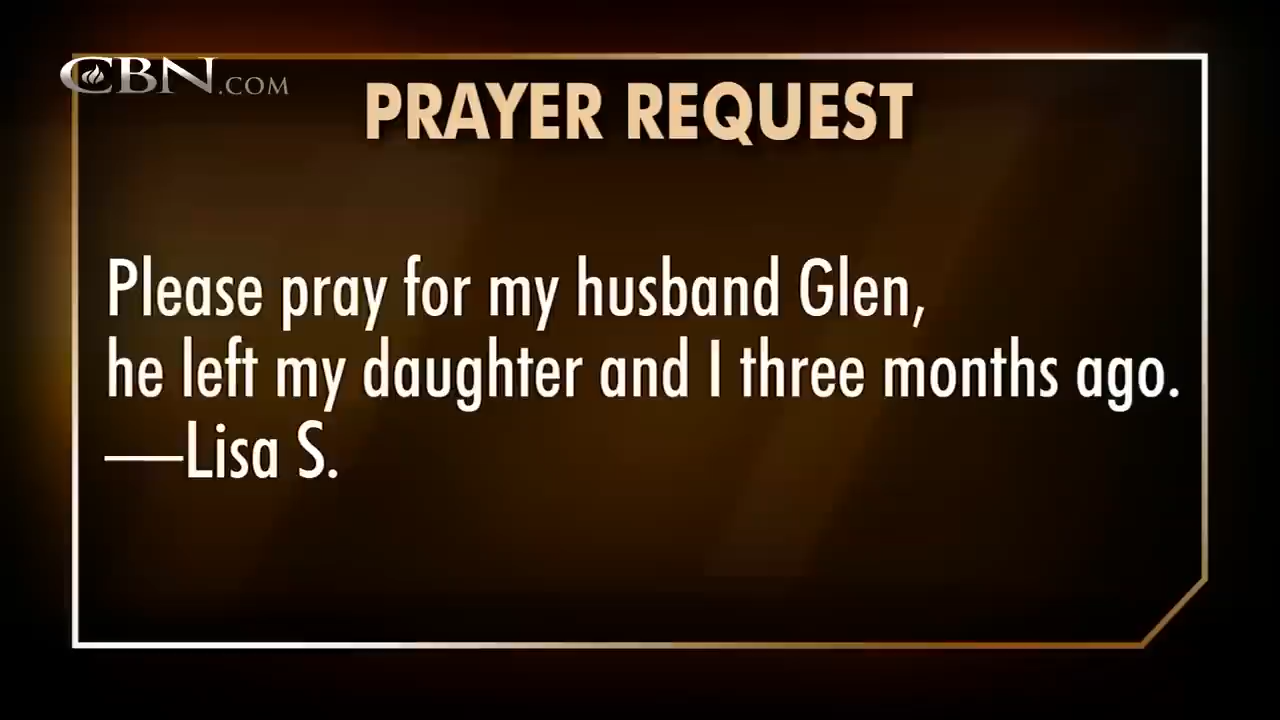 CBN.COM
PRAYER REQUEST
Please pray for my husband Glen,
he left my daughter and I three months ago.
—Lisa S.